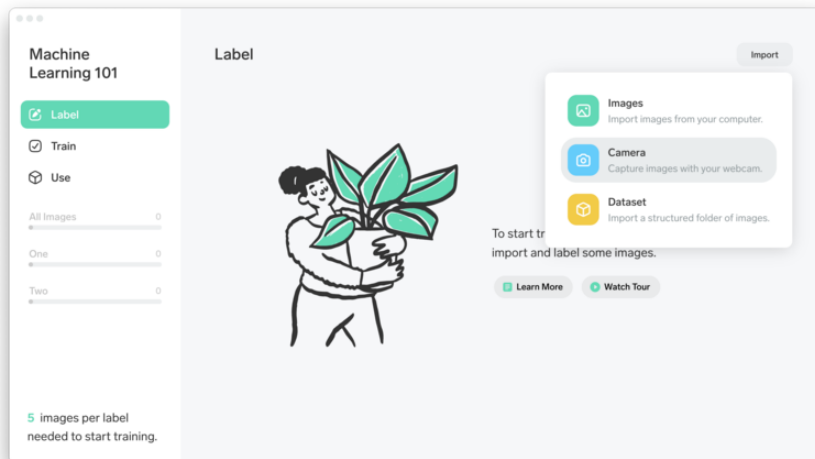 Machine
Learning 101
Label
Train
Use
All Images 0
One 0
Two 0
5 images per label
needed to start training.
Label
Import
Images
Import images from your computer.
Camera
Capture images with your webcam.
Dataset
Import a structured folder of images.
To start
import and label some images.
Learn More
Watch Tour